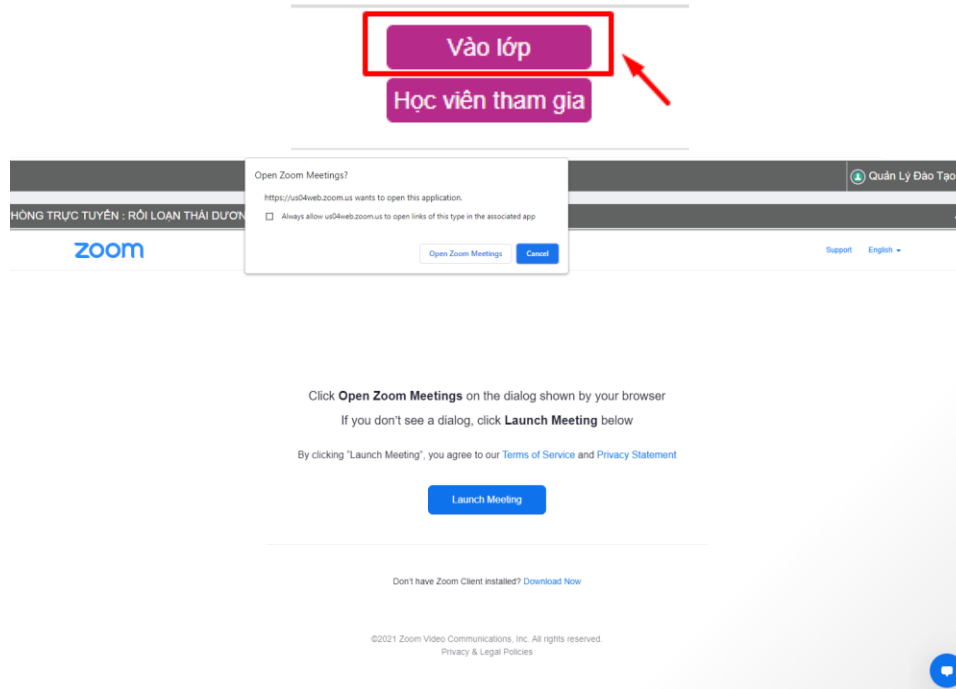 Vào lớp
Học viên tham gia
Open Zoom Meetings?
https://us04web.zoom.us wants to open this application.
Always allow us04web.zoom.us to open links of this type in the associated app
Open Zoom Meetings Cancel
Quản Lý Đào Tạo
HÒNG TRỰC TUYẾN : RỐI LOẠN THÁI DƯƠN
zoom
Support English
Click Open Zoom Meetings on the dialog shown by your browser
If you don't see a dialog, click Launch Meeting below
By clicking "Launch Meeting", you agree to our Terms of Service and Privacy Statement
Launch Meeting
Don't have Zoom Client installed? Download Now
©2021 Zoom Video Communications, Inc. All rights reserved.
Privacy & Legal Policies